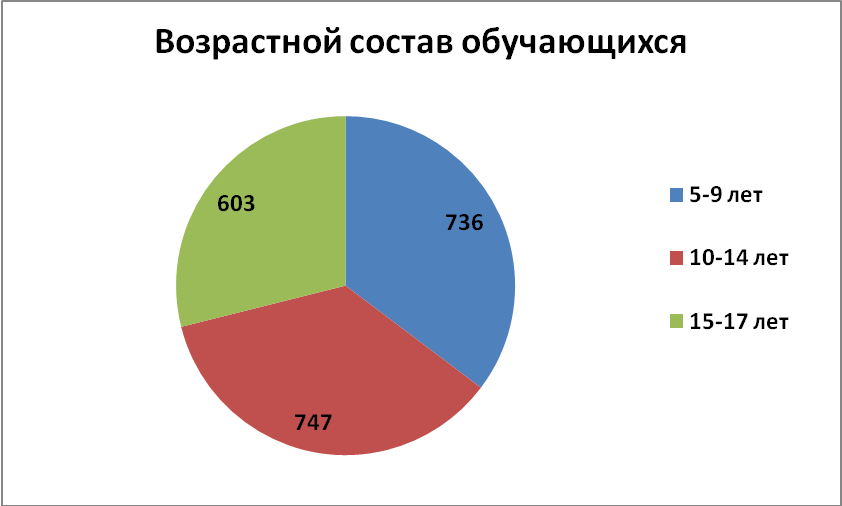 Возрастной состав обучающихся
603
736
747
5-9 лет
10-14 лет
15-17 лет